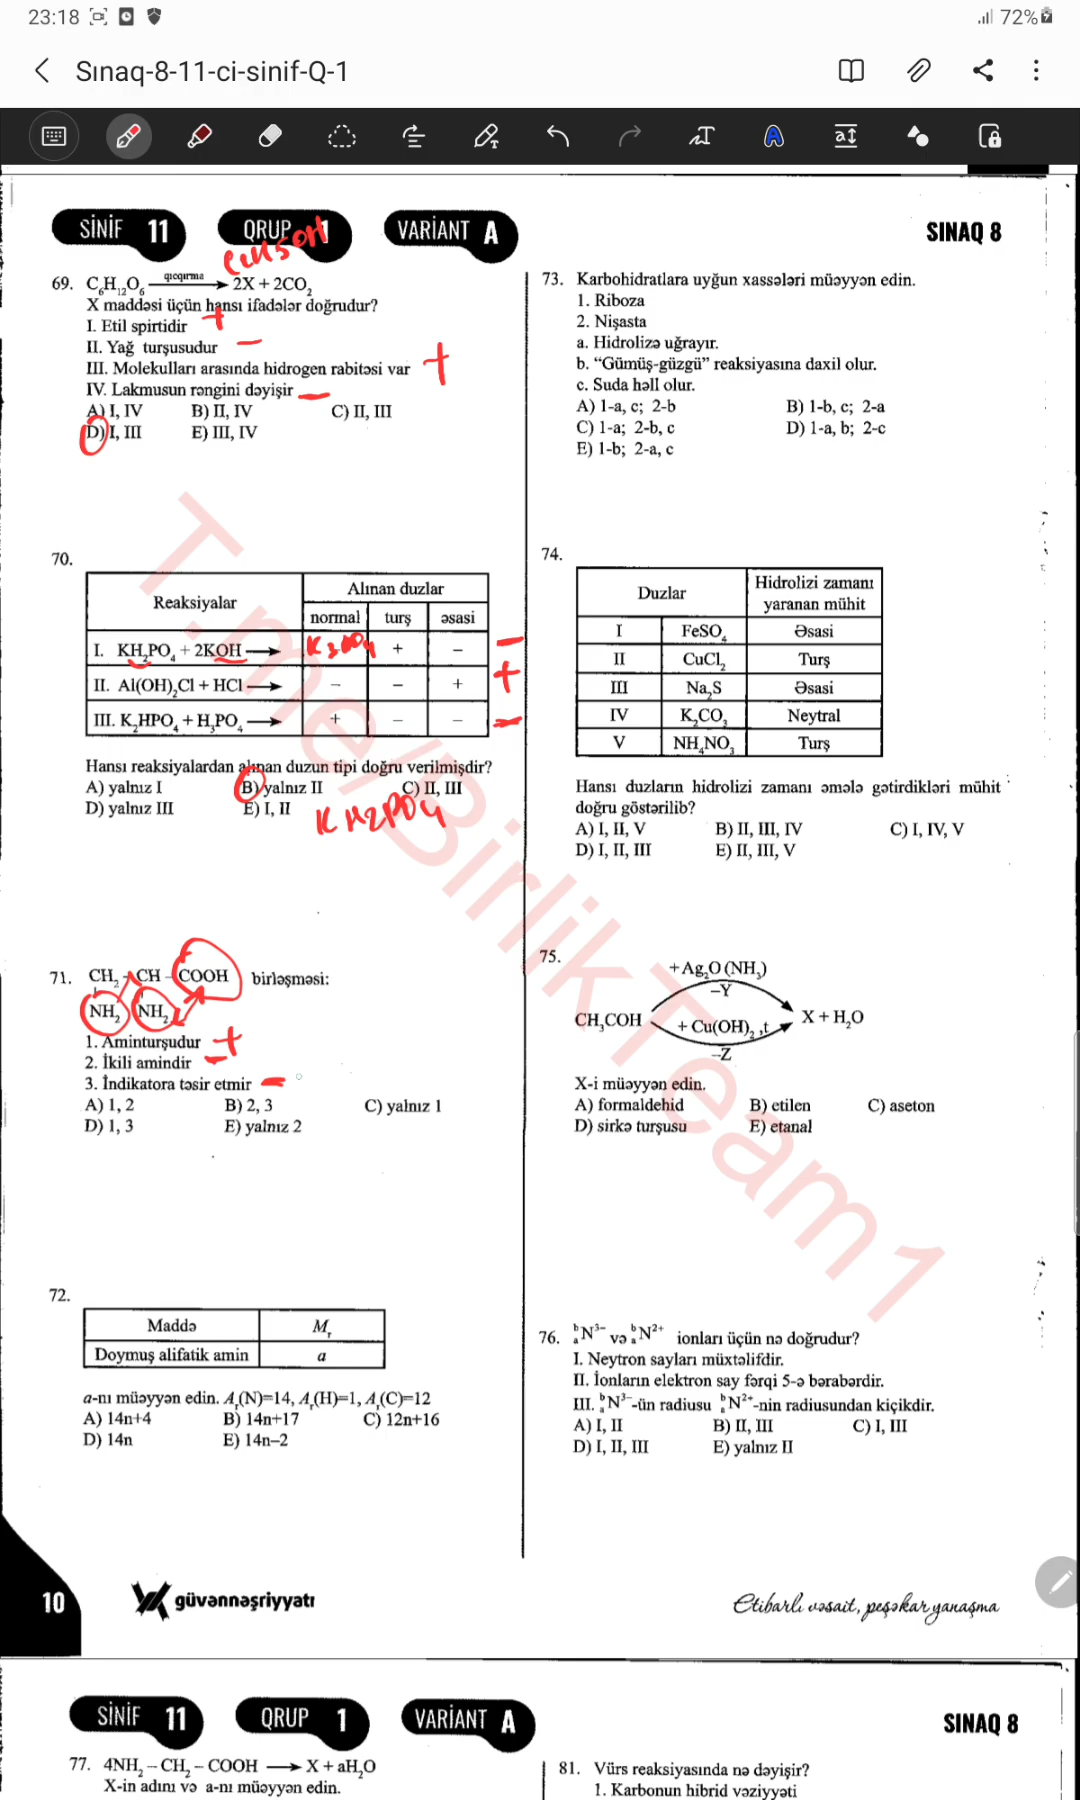 23:18
72%
Sınaq-8-11-ci-sinif-Q-1
SİNİF 11
QRUP 1
VARİANT A
SINAQ 8
69. C₆H₁₂O₆ qıcqırma → 2X + 2CO₂
X maddəsi üçün hansı ifadələr doğrudur?
I. Etil spirtidir +
II. Yağ turşusudur –
III. Molekulları arasında hidrogen rabitəsi var +
IV. Lakmusun rəngini dəyişir –
A) I, IV B) II, IV C) II, III
D) I, III E) III, IV
70.
Reaksiyalar Alınan duzlar
normal turş əsasi
I. KH₂PO₄ + 2KOH → K₃PO₄ + – –
II. Al(OH)₂Cl + HCl → – – + +
III. K₂HPO₄ + H₃PO₄ → + – – –
Hansı reaksiyalardan alınan duzun tipi doğru verilmişdir?
A) yalnız I B) yalnız II C) II, III
D) yalnız III E) I, II
KH₂PO₄
71. CH₂ – CH – COOH birləşməsi:
NH₂ NH₂
1. Aminturşudur +
2. İkili amindir –
3. İndikatora təsir etmir –
A) 1, 2 B) 2, 3 C) yalnız 1
D) 1, 3 E) yalnız 2
72.
Maddə Mᵣ
Doymuş alifatik amin a
a-nı müəyyən edin. Aᵣ(N)=14, Aᵣ(H)=1, Aᵣ(C)=12
A) 14n+4 B) 14n+17 C) 12n+16
D) 14n E) 14n–2
73. Karbohidratlara uyğun xassələri müəyyən edin.
1. Riboza
2. Nişasta
a. Hidrolizə uğrayır.
b. “Gümüş-güzgü” reaksiyasına daxil olur.
c. Suda həll olur.
A) 1-a, c; 2-b B) 1-b, c; 2-a
C) 1-a; 2-b, c D) 1-a, b; 2-c
E) 1-b; 2-a, c
74.
Duzlar Hidrolizi zamanı yaranan mühit
I FeSO₄ Əsasi
II CuCl₂ Turş
III Na₂S Əsasi
IV K₂CO₃ Neytral
V NH₄NO₃ Turş
Hansı duzların hidrolizi zamanı əmələ gətirdikləri mühit
doğru göstərilib?
A) I, II, V B) II, III, IV C) I, IV, V
D) I, II, III E) II, III, V
75.
+Ag₂O (NH₃)
–Y
CH₃COH X + H₂O
+ Cu(OH)₂ ,t
–Z
X-i müəyyən edin.
A) formaldehid B) etilen C) aseton
D) sirkə turşusu E) etanal
76. ᵇₐN³⁻ və ᵇₐN²⁺ ionları üçün nə doğrudur?
I. Neytron sayları müxtəlifdir.
II. İonların elektron say fərqi 5-ə bərabərdir.
III. ᵇₐN³⁻-ün radiusu ᵇₐN²⁺-nin radiusundan kiçikdir.
A) I, II B) II, III C) I, III
D) I, II, III E) yalnız II
T.me/BirlikTeam1
10
güvənnəşriyyatı
Etibarlı vəsait, peşəkar yanaşma
SİNİF 11
QRUP 1
VARİANT A
SINAQ 8
77. 4NH₂ – CH₂ – COOH → X + aH₂O
X-in adını və a-nı müəyyən edin.
81. Vürs reaksiyasında nə dəyişir?
1. Karbonun hibrid vəziyyəti